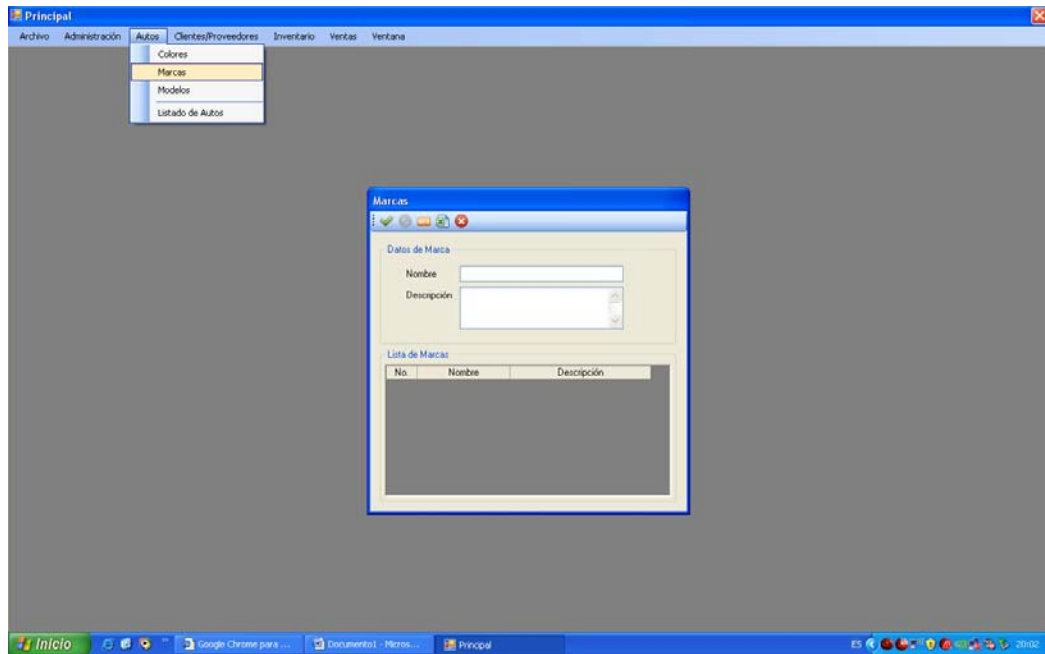 Principal
Archivo Administración Autos Clientes/Proveedores Inventario Ventas Ventana
Colores
Marcas
Modelos
Listado de Autos
Marcas
Datos de Marca
Nombre
Descripción
Lista de Marcas
No. Nombre Descripción
Inicio Google Chrome para ... Documento1 - Micros... Principal ES 20:02